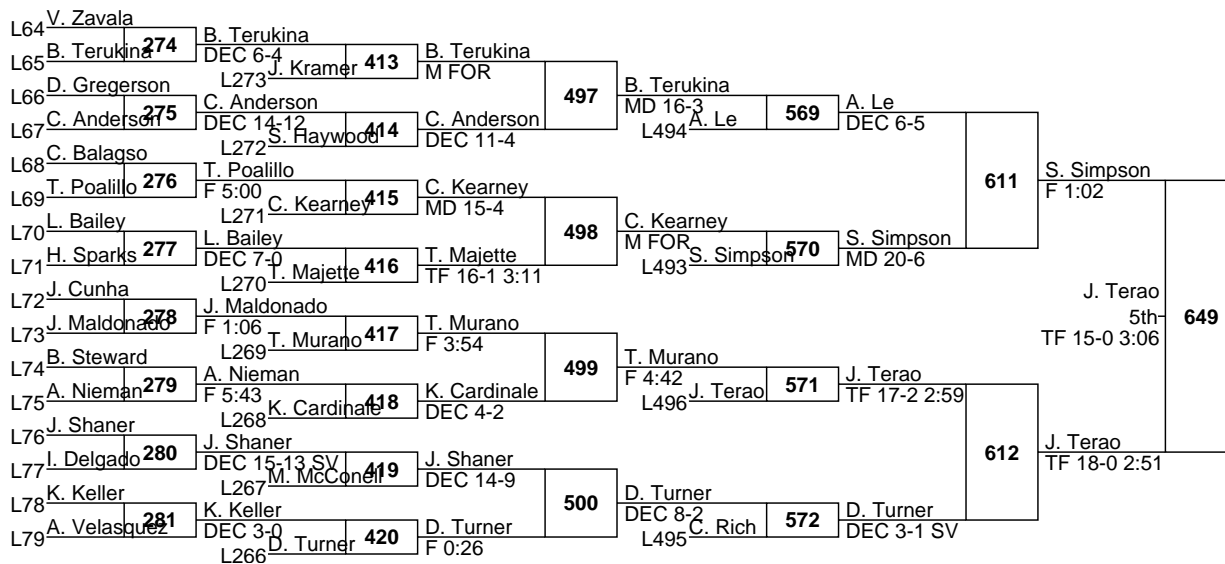 V. Zavala
L64
274
B. Terukina
DEC 6-4
L65
B. Terukina
L273
J. Kramer
413
B. Terukina
M FOR
L66
D. Gregerson
275
C. Anderson
DEC 14-12
L67
C. Anderson
L272
S. Haywood
414
C. Anderson
DEC 11-4
497
B. Terukina
MD 16-3
L494
A. Le
569
A. Le
DEC 6-5
L68
C. Balagso
276
T. Poalillo
F 5:00
L69
T. Poalillo
L271
C. Kearney
415
C. Kearney
MD 15-4
L70
L. Bailey
277
L. Bailey
DEC 7-0
L71
H. Sparks
L270
T. Majette
416
T. Majette
TF 16-1 3:11
498
C. Kearney
M FOR
L493
S. Simpson
570
S. Simpson
MD 20-6
611
S. Simpson
F 1:02
L72
J. Cunha
278
J. Maldonado
F 1:06
L73
J. Maldonado
L269
T. Murano
417
T. Murano
F 3:54
L74
B. Steward
279
A. Nieman
F 5:43
L75
A. Nieman
L268
K. Cardinale
418
K. Cardinale
DEC 4-2
499
T. Murano
F 4:42
L496
J. Terao
571
J. Terao
TF 17-2 2:59
L76
J. Shaner
280
J. Shaner
DEC 15-13 SV
L77
I. Delgado
L267
M. McConell
419
J. Shaner
DEC 14-9
L78
K. Keller
281
K. Keller
DEC 3-0
L79
A. Velasquez
L266
D. Turner
420
D. Turner
F 0:26
500
D. Turner
DEC 8-2
L495
C. Rich
572
D. Turner
DEC 3-1 SV
612
J. Terao
TF 18-0 2:51
J. Terao
5th
TF 15-0 3:06
649